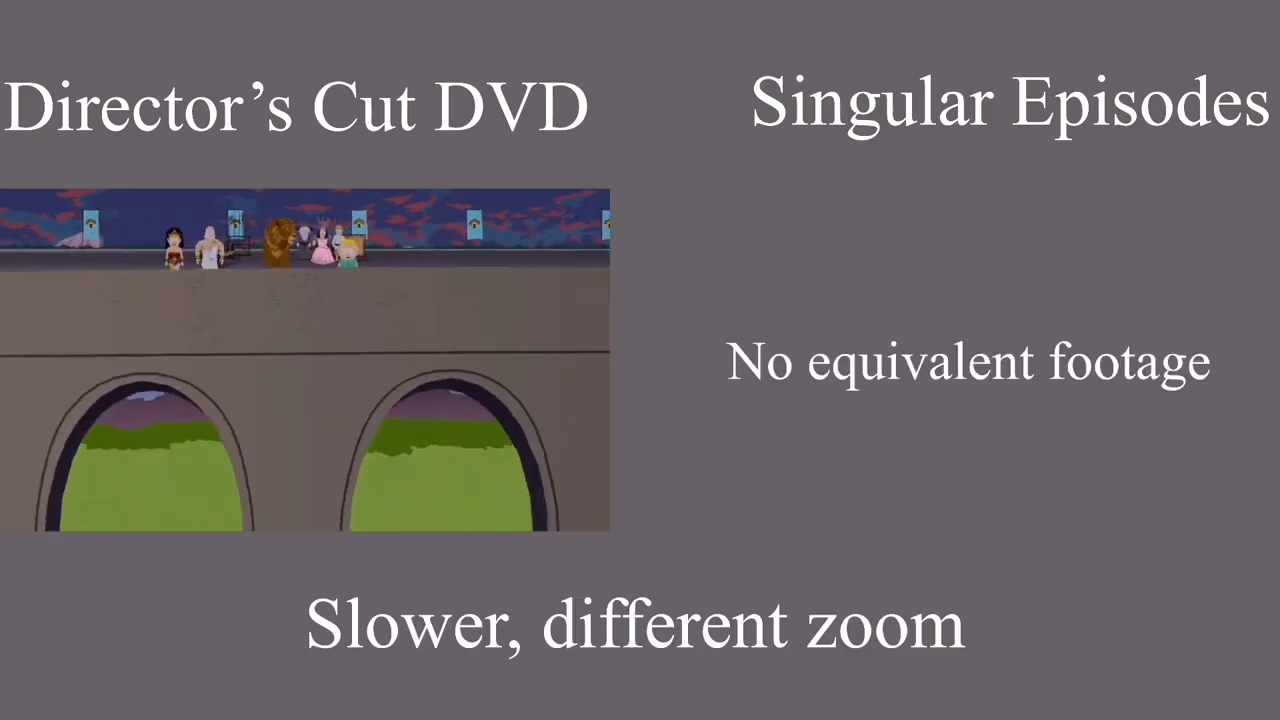 Director’s Cut DVD
Singular Episodes
No equivalent footage
Slower, different zoom